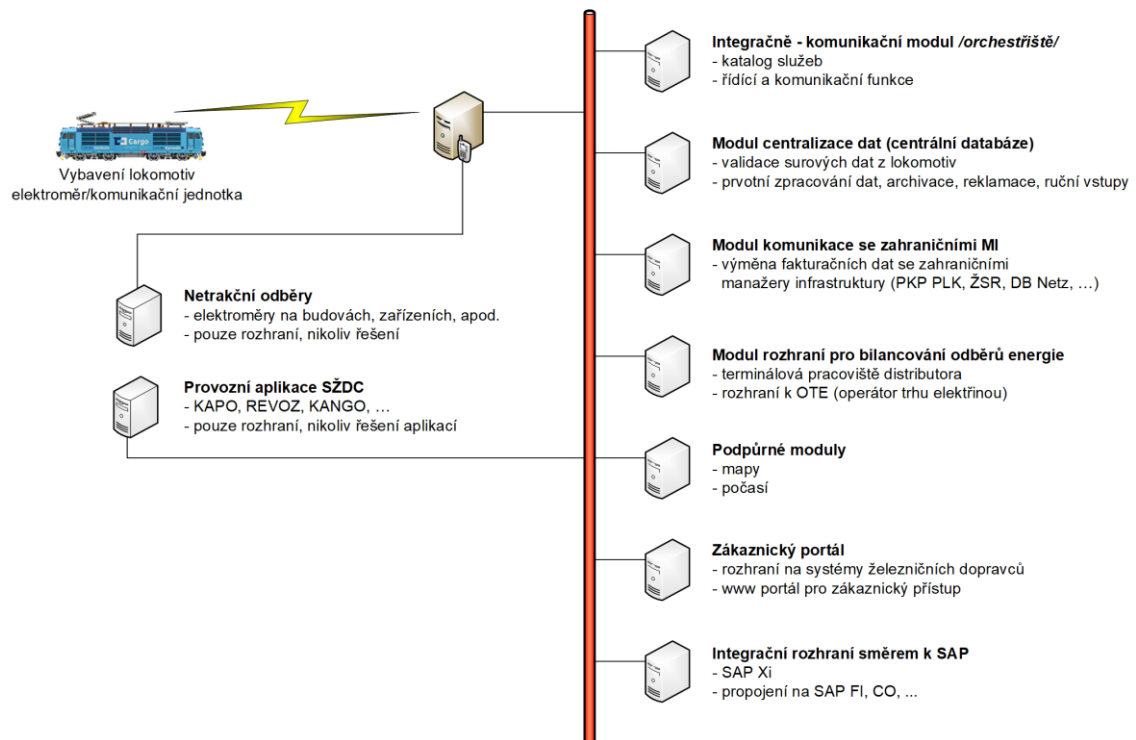 Cargo
Vybavení lokomotiv
elektroměr/komunikační jednotka
Netrakční odběry
- elektroměry na budovách, zařízeních, apod.
- pouze rozhraní, nikoliv řešení
Provozní aplikace SŽDC
- KAPO, REVOZ, KANGO, …
- pouze rozhraní, nikoliv řešení aplikací
Integračně - komunikační modul /orchestřiště/
- katalog služeb
- řídící a komunikační funkce
Modul centralizace dat (centrální databáze)
- validace surových dat z lokomotiv
- prvotní zpracování dat, archivace, reklamace, ruční vstupy
Modul komunikace se zahraničními MI
- výměna fakturačních dat se zahraničními
manažery infrastruktury (PKP PLK, ŽSR, DB Netz, …)
Modul rozhraní pro bilancování odběrů energie
- terminálová pracoviště distributora
- rozhraní k OTE (operátor trhu elektřinou)
Podpůrné moduly
- mapy
- počasí
Zákaznický portál
- rozhraní na systémy železničních dopravců
- www portál pro zákaznický přístup
Integrační rozhraní směrem k SAP
- SAP Xi
- propojení na SAP FI, CO, ...